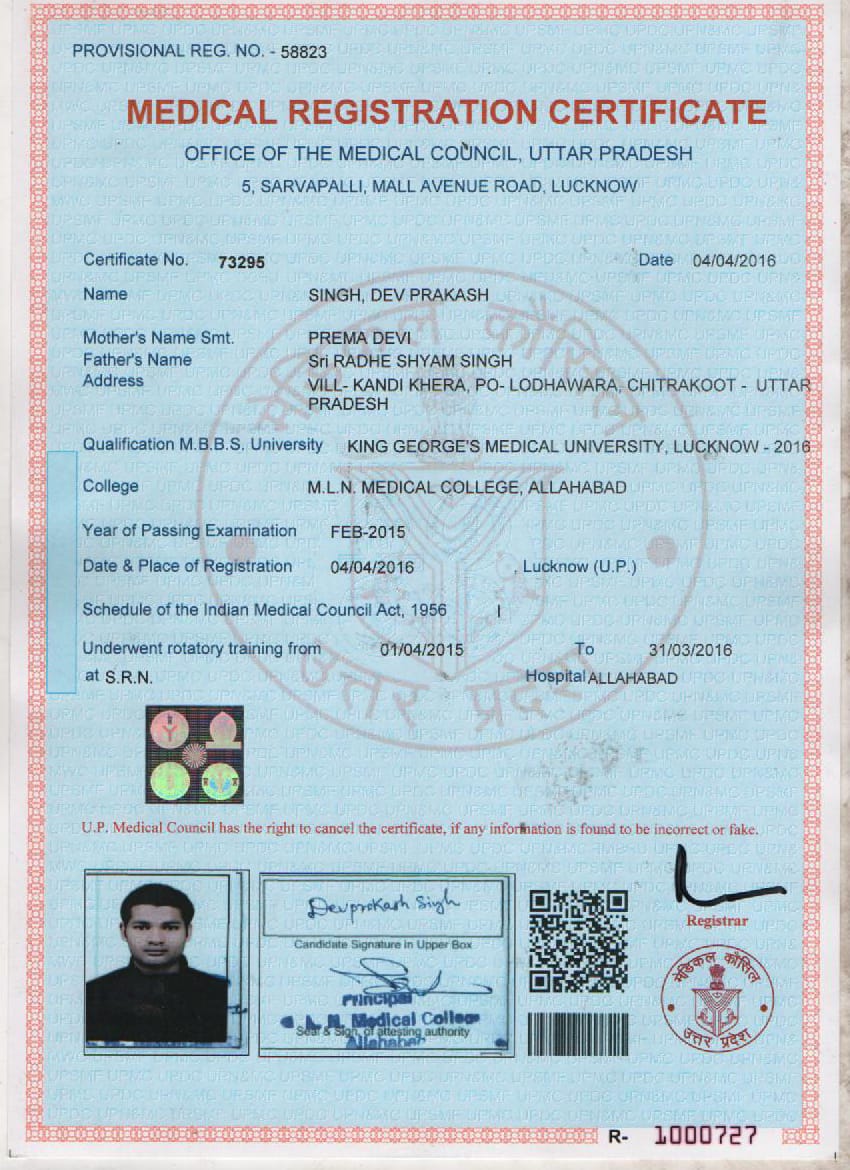 PROVISIONAL REG. NO. - 58823
MEDICAL REGISTRATION CERTIFICATE
OFFICE OF THE MEDICAL COUNCIL, UTTAR PRADESH
5, SARVAPALLI, MALL AVENUE ROAD, LUCKNOW
Certificate No. 73295 Date 04/04/2016
Name SINGH, DEV PRAKASH
Mother's Name Smt. PREMA DEVI
Father's Name Sri RADHE SHYAM SINGH
Address VILL- KANDI KHERA, PO- LODHAWARA, CHITRAKOOT - UTTAR
PRADESH
Qualification M.B.B.S. University KING GEORGE'S MEDICAL UNIVERSITY, LUCKNOW - 2016
College M.L.N. MEDICAL COLLEGE, ALLAHABAD
Year of Passing Examination FEB-2015
Date & Place of Registration 04/04/2016 . Lucknow (U.P.)
Schedule of the Indian Medical Council Act, 1956 I
Underwent rotatory training from 01/04/2015 To 31/03/2016
at S.R.N. Hospital ALLAHABAD
मेडिकल कौंसिल
उत्तर प्रदेश
U.P. Medical Council has the right to cancel the certificate, if any information is found to be incorrect or fake.
Devprakash Singh
Candidate Signature in Upper Box
Principal
L. N. Medical College
Seal & Sign. of attesting authority
Allahabad
Registrar
मेडिकल कौंसिल
उत्तर प्रदेश
R- 1000727